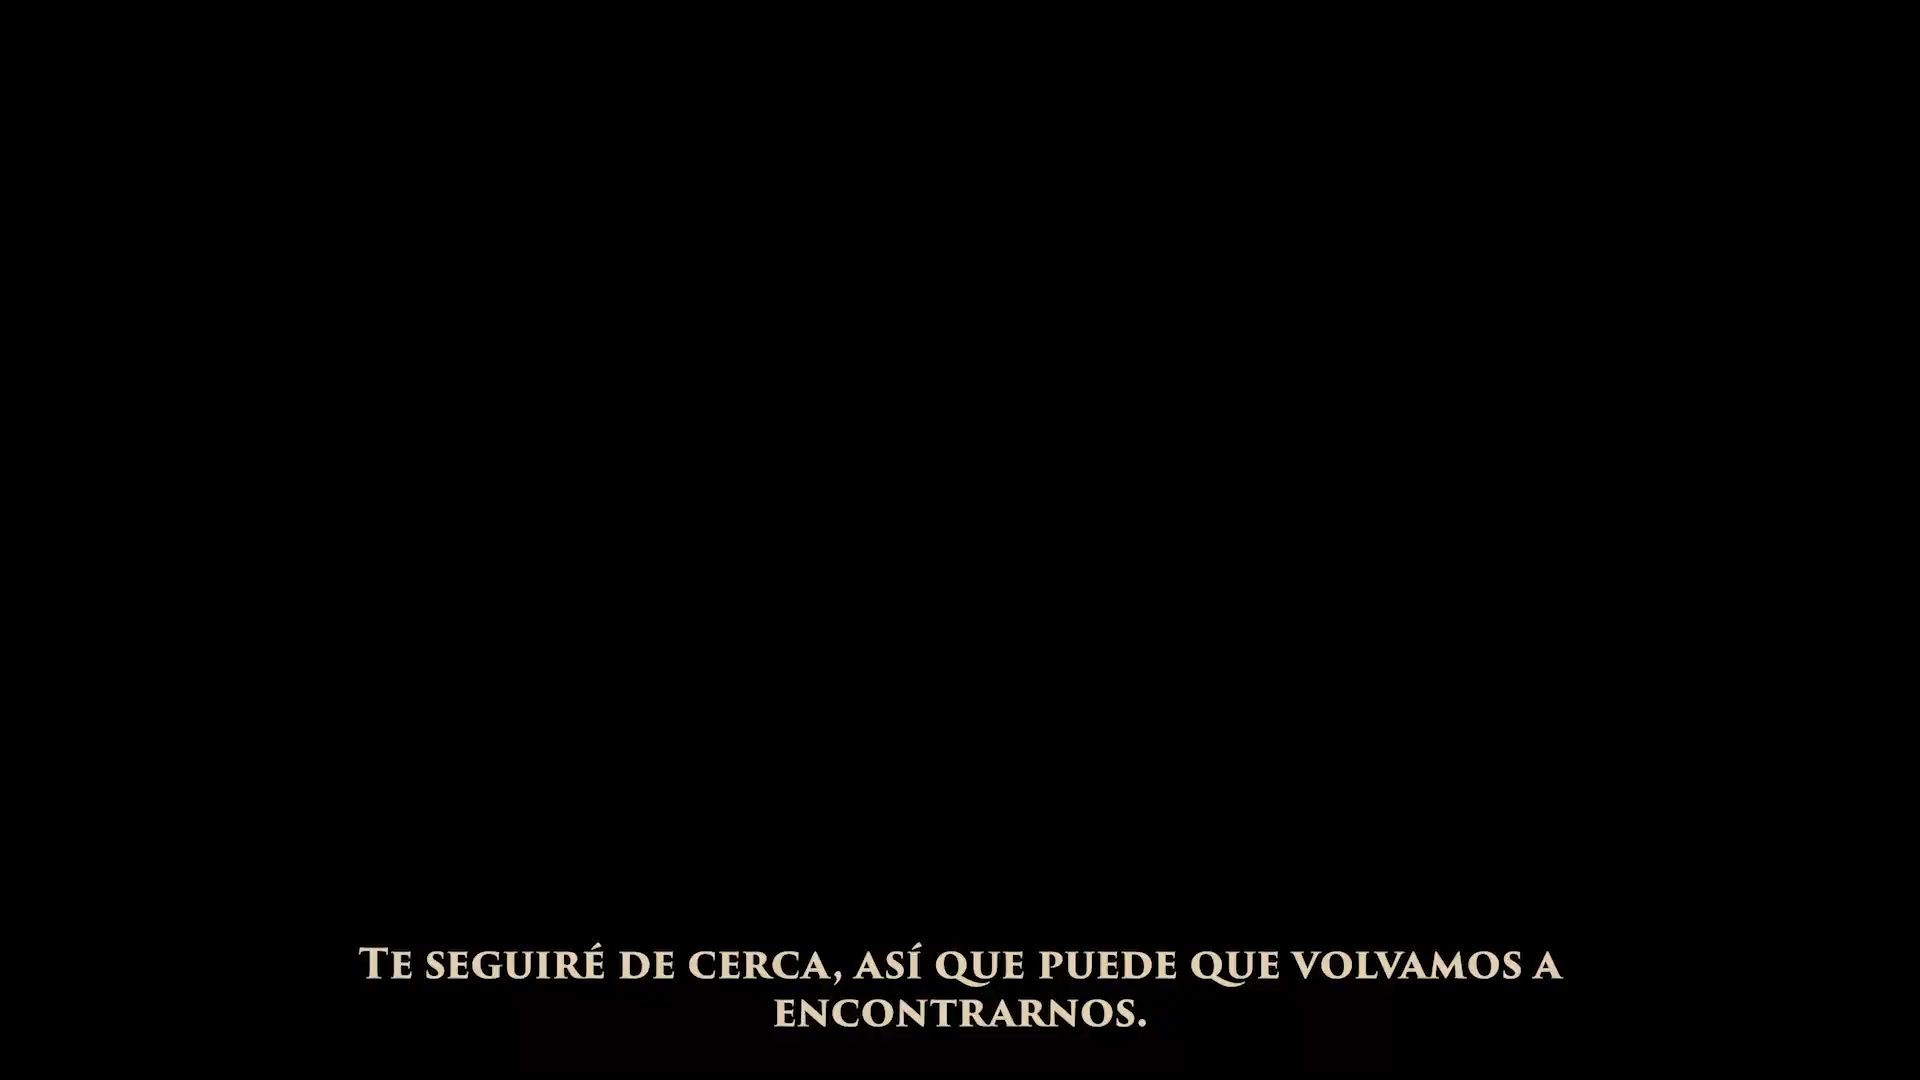 Te seguiré de cerca, así que puede que volvamos a
encontrarnos.